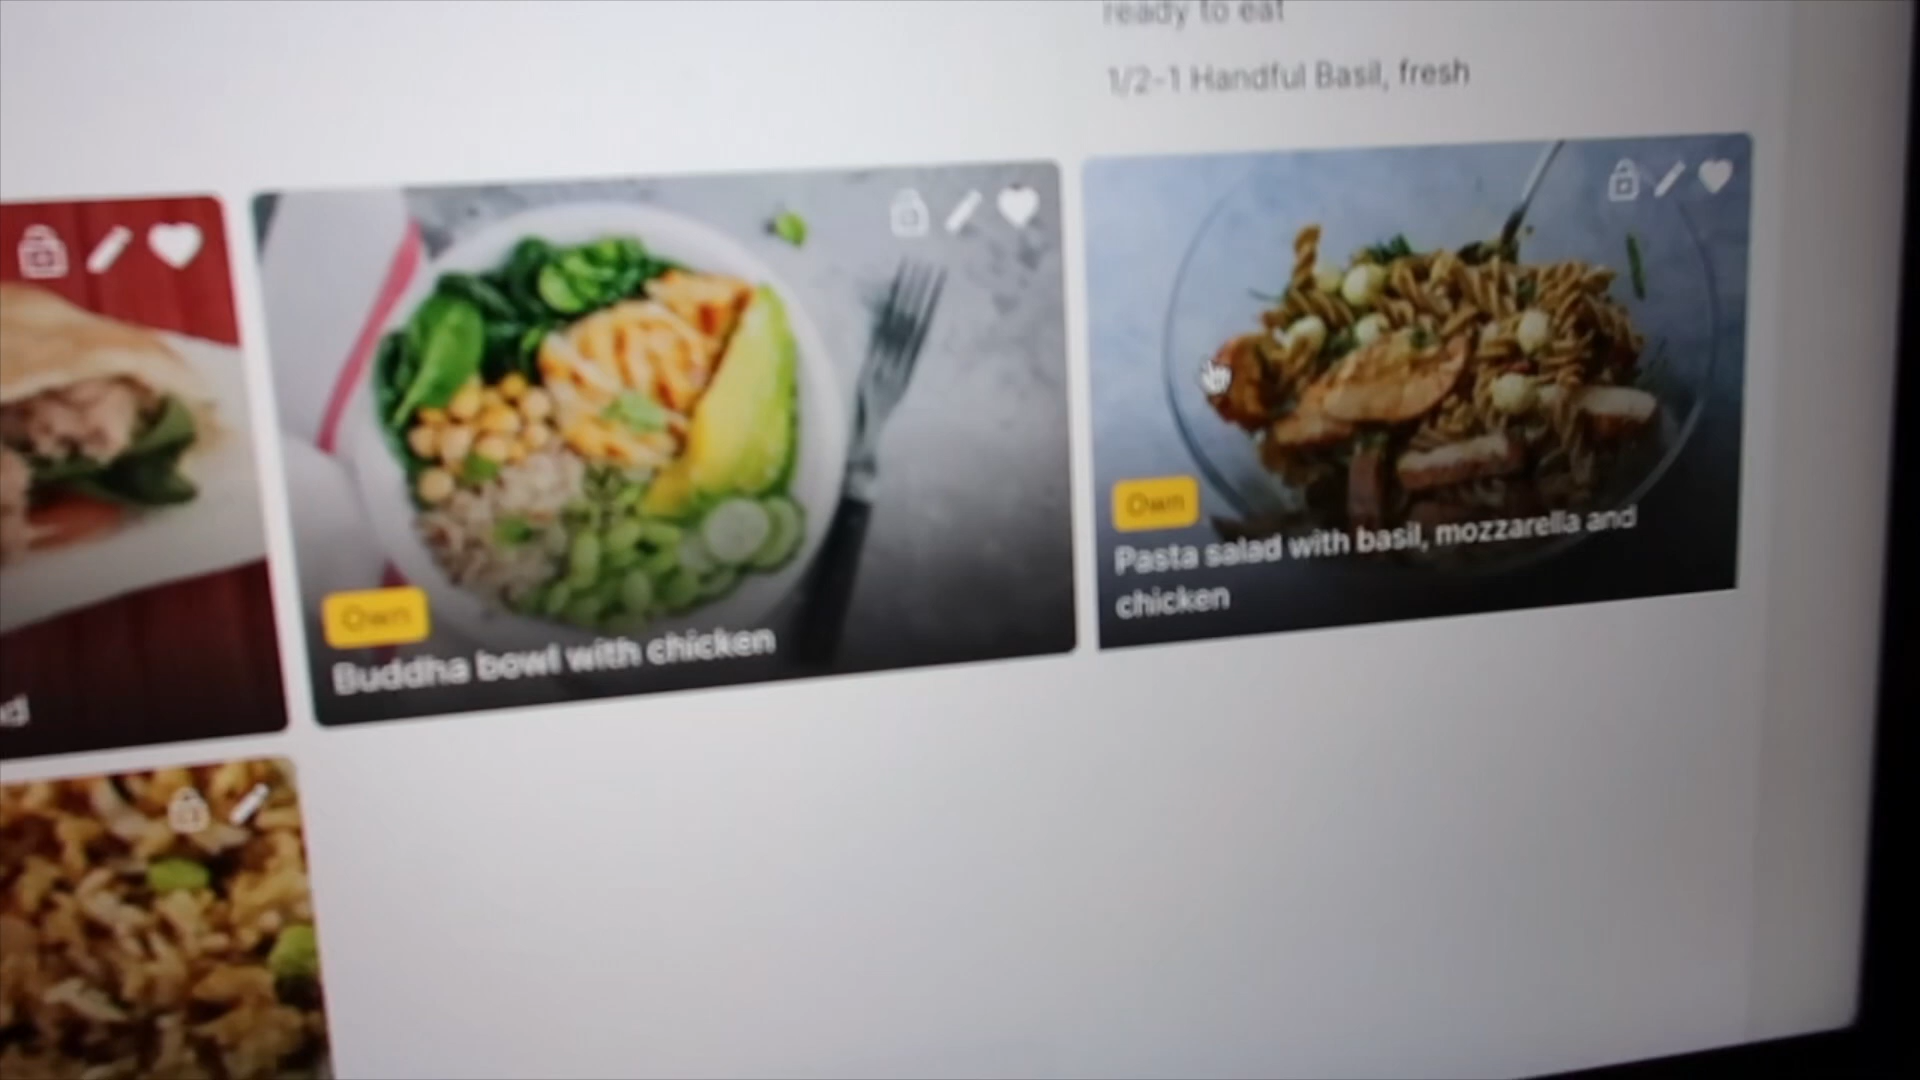 ready to eat
1/2-1 Handful Basil, fresh
Own
Buddha bowl with chicken
Own
Pasta salad with basil, mozzarella and
chicken